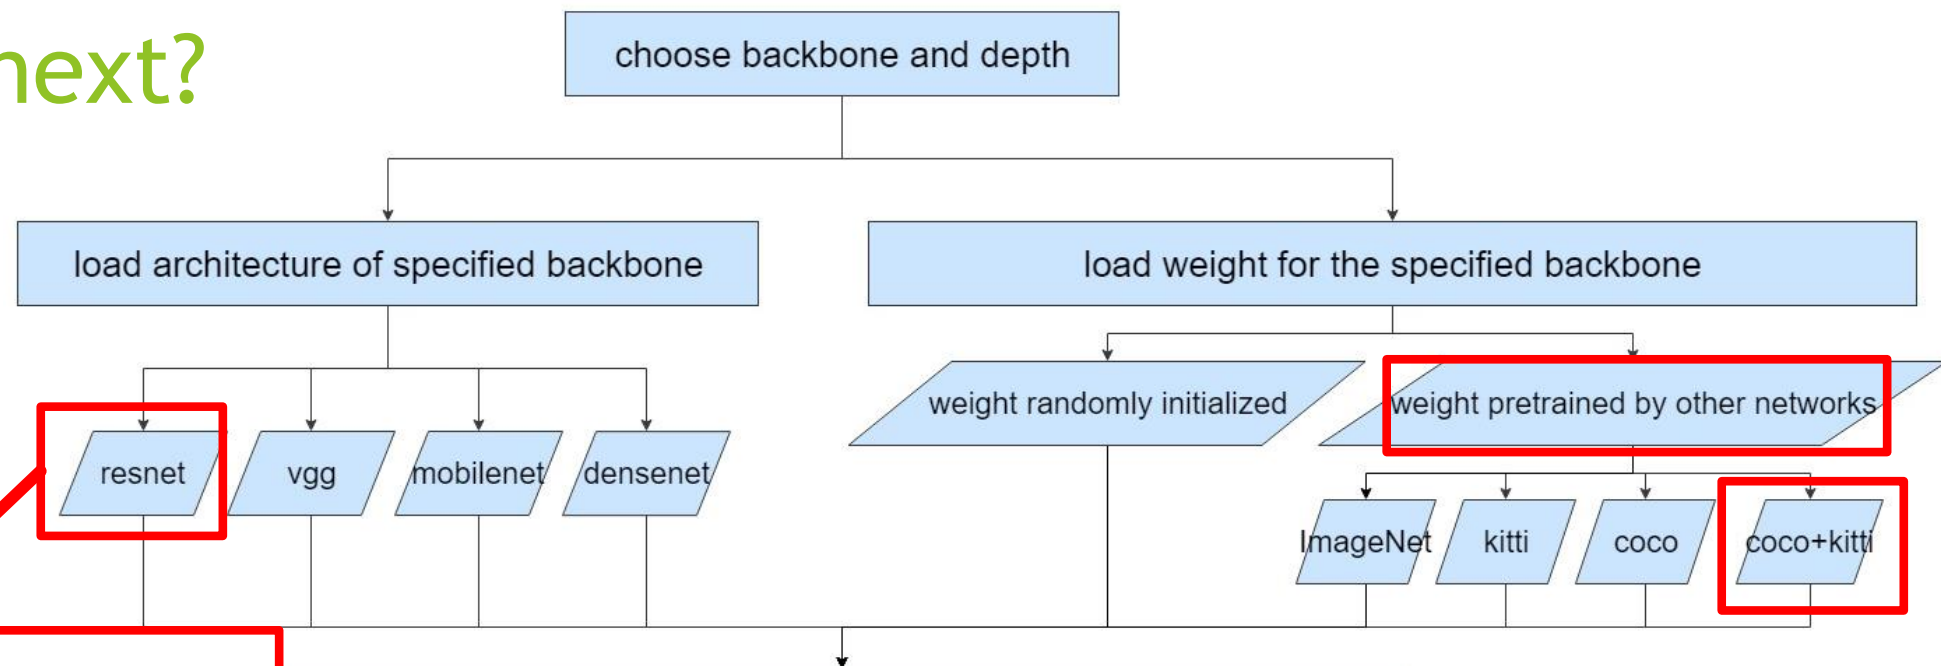 next?
choose backbone and depth
load architecture of specified backbone
load weight for the specified backbone
weight randomly initialized
weight pretrained by other networks
resnet
vgg
mobilenet
densenet
ImageNet
kitti
coco
coco+kitti